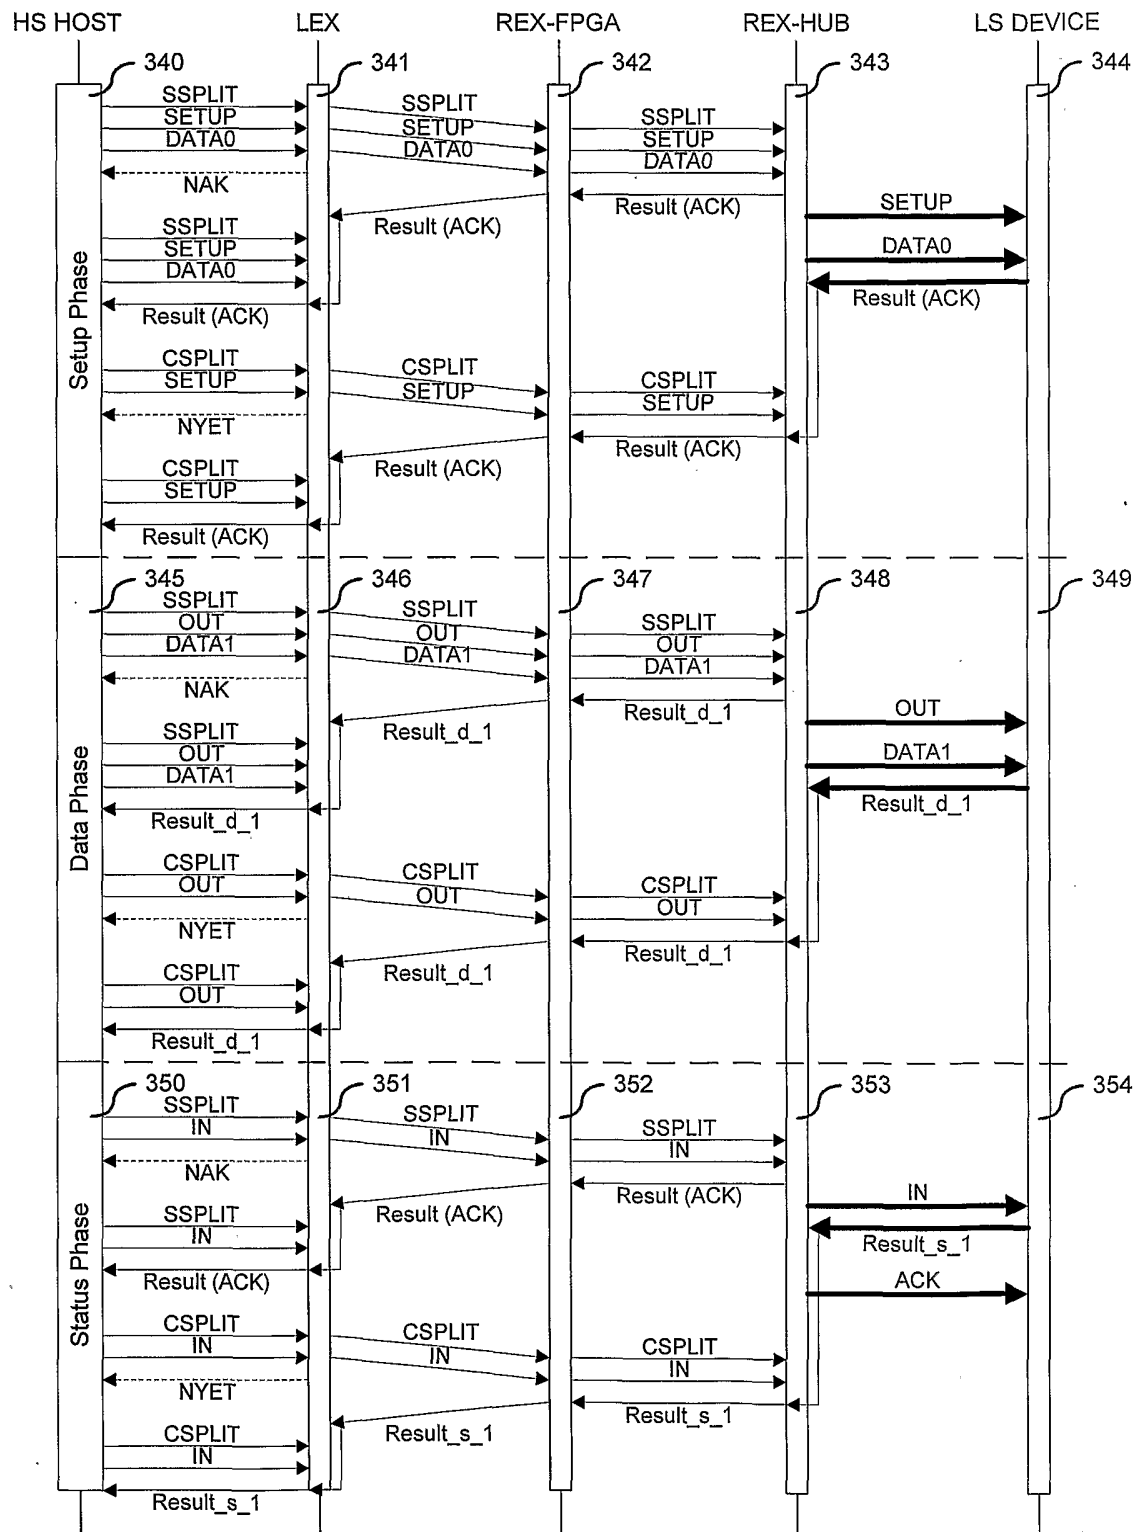 HS HOST LEX REX-FPGA REX-HUB LS DEVICE
340 341 342 343 344
SSPLIT SSPLIT SSPLIT
SETUP SETUP SETUP
DATA0 DATA0 DATA0
NAK Result (ACK) Result (ACK) SETUP
SSPLIT
SETUP DATA0
DATA0
Result (ACK) Result (ACK)
Setup Phase
CSPLIT CSPLIT CSPLIT
SETUP SETUP SETUP
NYET Result (ACK) Result (ACK)
CSPLIT
SETUP
Result (ACK)
345 346 347 348 349
SSPLIT SSPLIT SSPLIT
OUT OUT OUT
DATA1 DATA1 DATA1
NAK Result_d_1 Result_d_1 OUT
SSPLIT
OUT DATA1
DATA1
Result_d_1 Result_d_1
Data Phase
CSPLIT CSPLIT CSPLIT
OUT OUT OUT
NYET Result_d_1 Result_d_1
CSPLIT
OUT
Result_d_1
350 351 352 353 354
SSPLIT SSPLIT SSPLIT
IN IN IN
NAK Result (ACK) Result (ACK) IN
SSPLIT
IN Result_s_1
Result (ACK) ACK
Status Phase
CSPLIT CSPLIT CSPLIT
IN IN IN
NYET Result_s_1 Result_s_1
CSPLIT
IN
Result_s_1